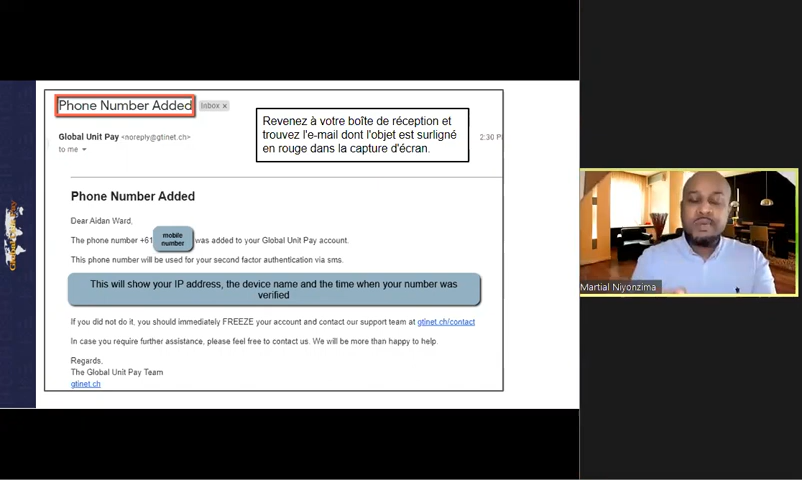 Phone Number Added
Inbox x
Revenez à votre boîte de réception et
trouvez l'e-mail dont l'objet est surligné
en rouge dans la capture d'écran.
Global Unit Pay <noreply@gtinet.ch>
2:30 P
to me
Phone Number Added
Dear Aidan Ward,
The phone number +61 mobile number was added to your Global Unit Pay account.
This phone number will be used for your second factor authentication via sms.
This will show your IP address, the device name and the time when your number was
verified
If you did not do it, you should immediately FREEZE your account and contact our support team at gtinet.ch/contact
In case you require further assistance, please feel free to contact us. We will be more than happy to help.
Regards,
The Global Unit Pay Team
gtinet.ch
Martial Niyonzima